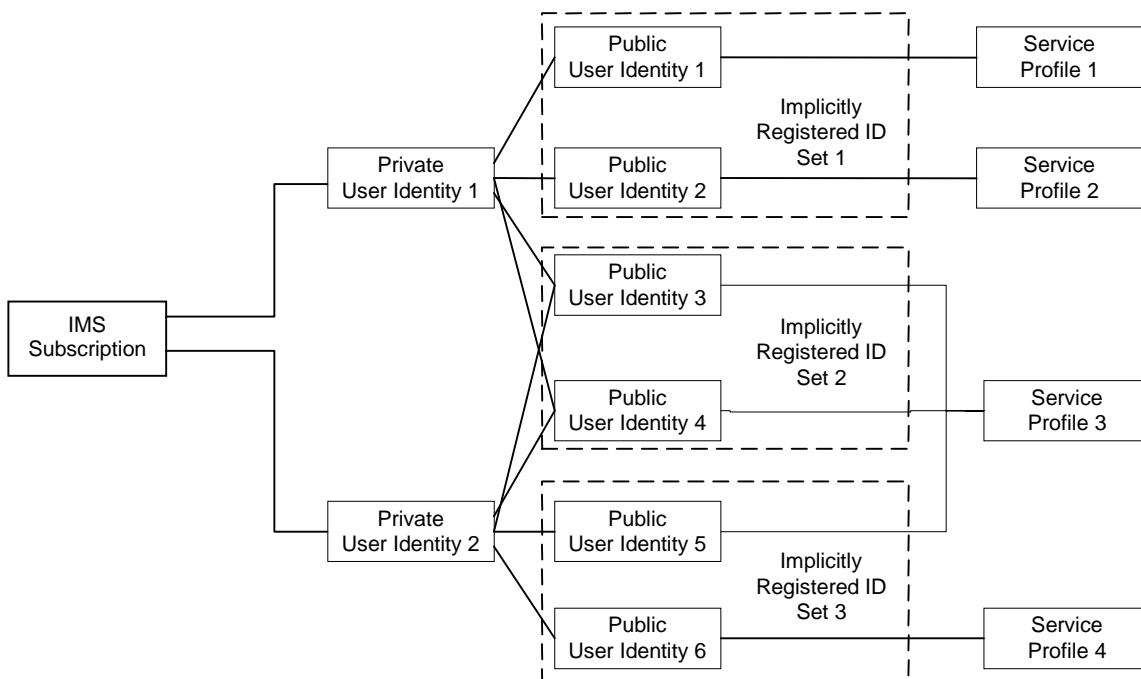 Public
User Identity 1
Service
Profile 1
Implicitly
Registered ID
Set 1
Private
User Identity 1
Public
User Identity 2
Service
Profile 2
Public
User Identity 3
IMS
Subscription
Implicitly
Registered ID
Set 2
Public
User Identity 4
Service
Profile 3
Private
User Identity 2
Public
User Identity 5
Implicitly
Registered ID
Set 3
Public
User Identity 6
Service
Profile 4